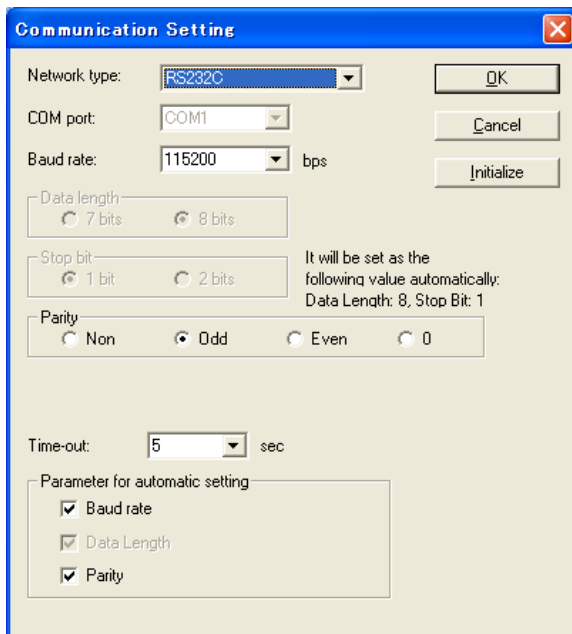 Communication Setting
Network type: RS232C OK
COM port: COM1 Cancel
Baud rate: 115200 bps Initialize
Data length
7 bits 8 bits
Stop bit
1 bit 2 bits
It will be set as the
following value automatically:
Data Length: 8, Stop Bit: 1
Parity
Non Odd Even 0
Time-out: 5 sec
Parameter for automatic setting
Baud rate
Data Length
Parity